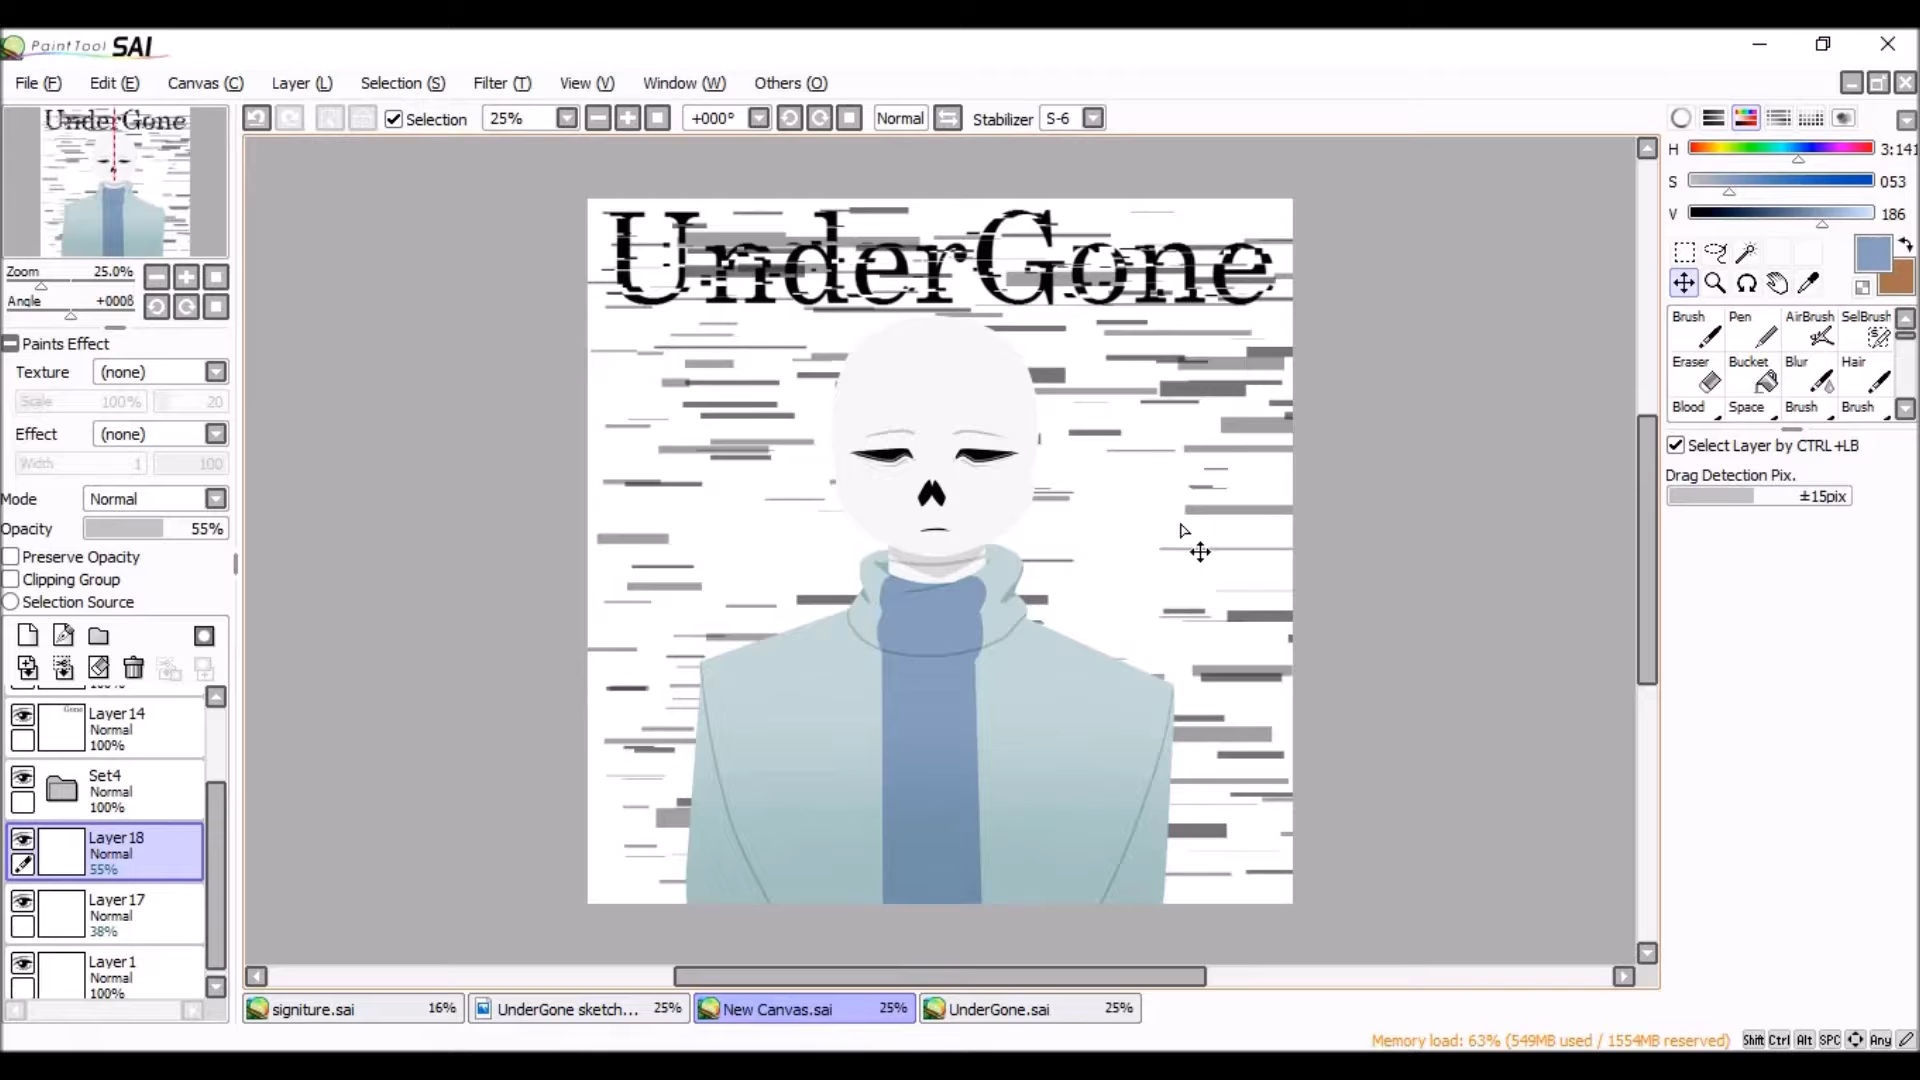 PaintTool SAI
File (F) Edit (E) Canvas (C) Layer (L) Selection (S) Filter (T) View (V) Window (W) Others (O)
UnderGone
Selection 25% +000° Normal Stabilizer S-6
H 3:141
S 053
V 186
Zoom 25.0%
Angle +000ß
Paints Effect
Texture (none)
Scale 100% 20
Effect (none)
Width 1 100
Mode Normal
Opacity 55%
Preserve Opacity
Clipping Group
Selection Source
100%
Layer14
Normal
100%
Set4
Normal
100%
Layer18
Normal
55%
Layer17
Normal
38%
Layer1
Normal
100%
UnderGone
Brush Pen AirBrush SelBrush
Eraser Bucket Blur Hair
Blood Space Brush Brush
Select Layer by CTRL+LB
Drag Detection Pix.
±15pix
signiture.sai 16% UnderGone sketch... 25% New Canvas.sai 25% UnderGone.sai 25%
Memory load: 63% (549MB used / 1554MB reserved) Shift Ctrl Alt SPC Any